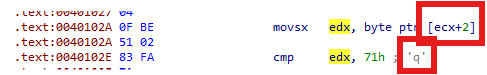 .text:00401027 04
.text:0040102A 0F BE movsx edx, byte ptr [ecx+2]
.text:0040102A 51 02
.text:0040102E 83 FA cmp edx, 71h ; 'q'